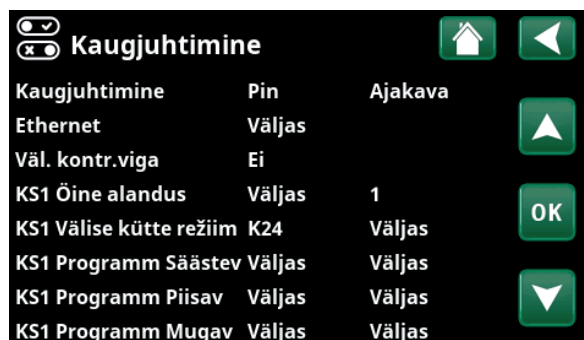 Kaugjuhtimine
Kaugjuhtimine Pin Ajakava
Ethernet Väljas
Väl. kontr.viga Ei
KS1 Öine alandus Väljas 1
KS1 Välise kütte režiim K24 Väljas
KS1 Programm Säästev Väljas Väljas
KS1 Programm Piisav Väljas Väljas
KS1 Programm Mugav Väljas Väljas
OK